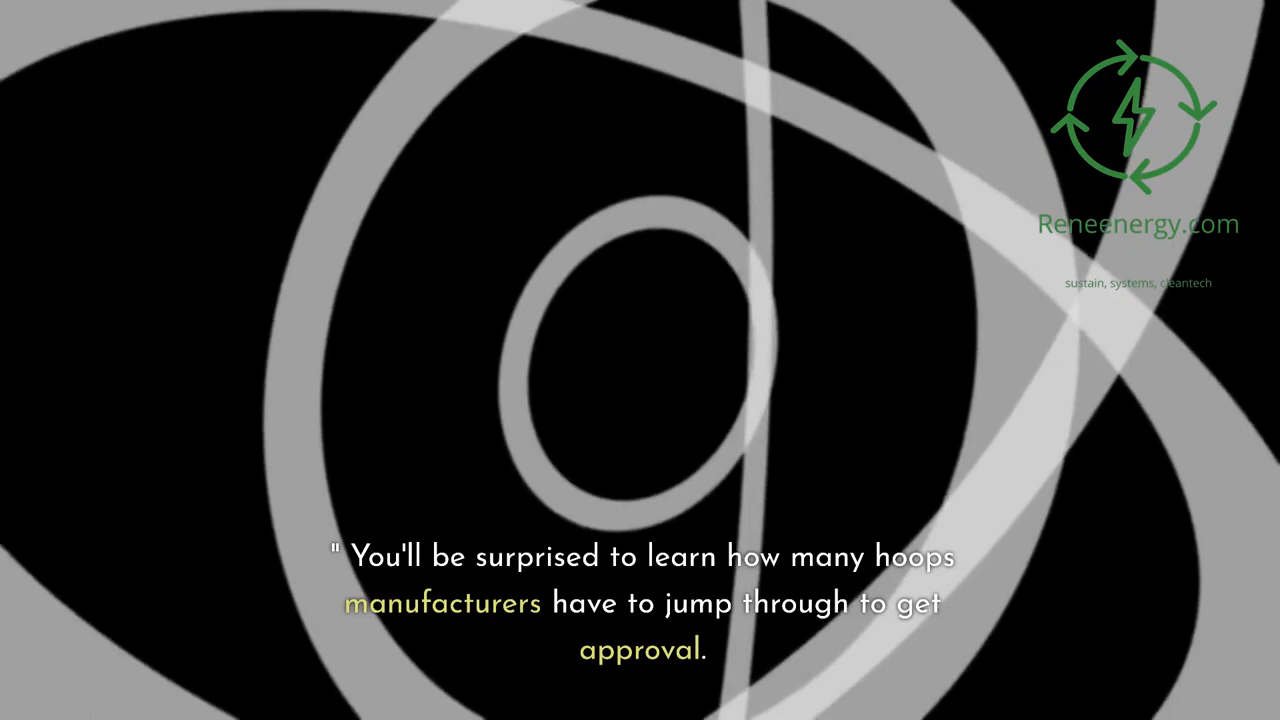 Reneenergy.com
sustain, systems, cleantech
" You'll be surprised to learn how many hoops
manufacturers have to jump through to get
approval.